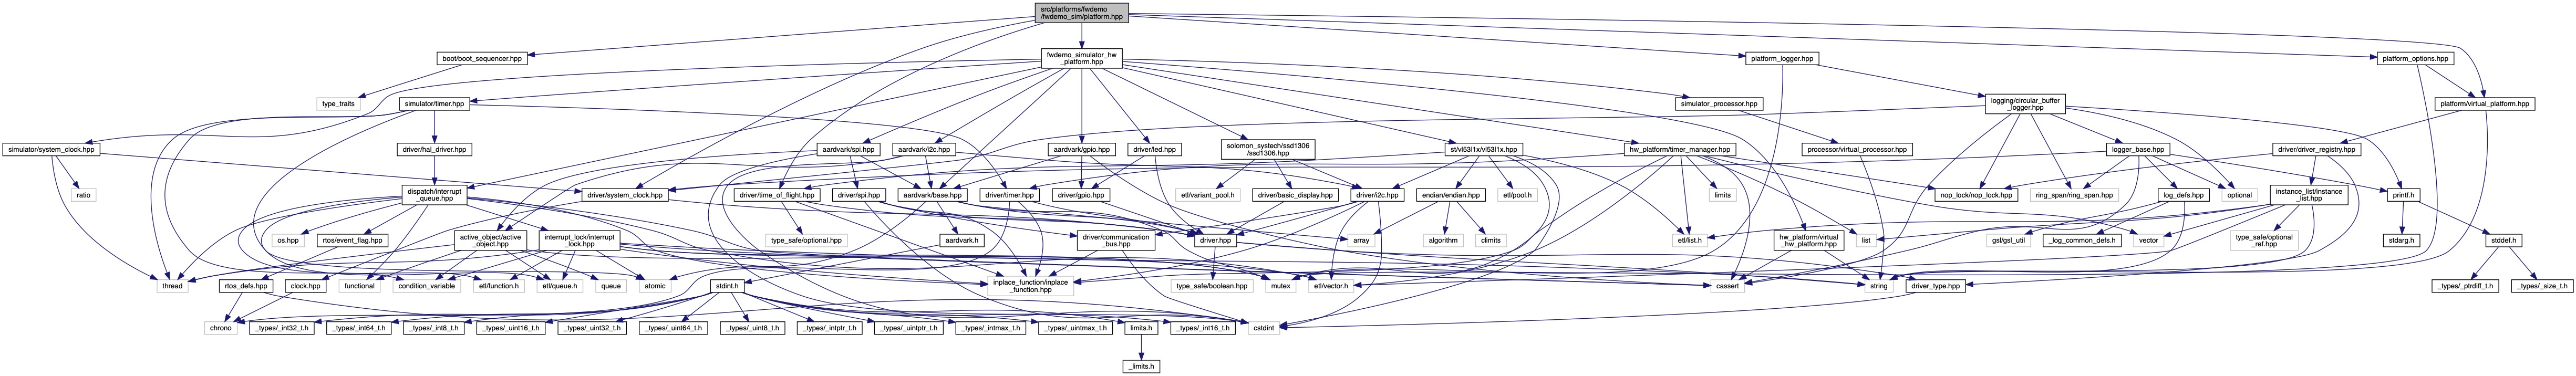 src/platforms/fwdemo
/fwdemo_sim/platform.hpp
boot/boot_sequencer.hpp
fwdemo_simulator_hw
_platform.hpp
platform_logger.hpp
platform_options.hpp
type_traits
simulator/timer.hpp
simulator_processor.hpp
logging/circular_buffer
_logger.hpp
platform/virtual_platform.hpp
simulator/system_clock.hpp
driver/hal_driver.hpp
aardvark/spi.hpp
aardvark/i2c.hpp
aardvark/gpio.hpp
driver/led.hpp
solomon_systech/ssd1306
/ssd1306.hpp
st/vl53l1x/vl53l1x.hpp
hw_platform/timer_manager.hpp
processor/virtual_processor.hpp
logger_base.hpp
driver/driver_registry.hpp
ratio
dispatch/interrupt
_queue.hpp
driver/system_clock.hpp
driver/time_of_flight.hpp
driver/spi.hpp
aardvark/base.hpp
driver/timer.hpp
driver/gpio.hpp
etl/variant_pool.h
driver/basic_display.hpp
driver/i2c.hpp
endian/endian.hpp
etl/pool.h
limits
nop_lock/nop_lock.hpp
ring_span/ring_span.hpp
log_defs.hpp
optional
instance_list/instance
_list.hpp
printf.h
os.hpp
rtos/event_flag.hpp
active_object/active
_object.hpp
interrupt_lock/interrupt
_lock.hpp
type_safe/optional.hpp
aardvark.h
driver/communication
_bus.hpp
driver.hpp
array
algorithm
climits
etl/list.h
hw_platform/virtual
_hw_platform.hpp
list
gsl/gsl_util
_log_common_defs.h
vector
type_safe/optional
_ref.hpp
stdarg.h
stddef.h
thread
rtos_defs.hpp
clock.hpp
functional
condition_variable
etl/function.h
etl/queue.h
queue
atomic
stdint.h
inplace_function/inplace
_function.hpp
type_safe/boolean.hpp
mutex
etl/vector.h
cassert
string
driver_type.hpp
_types/_ptrdiff_t.h
_types/_size_t.h
chrono
_types/_int32_t.h
_types/_int64_t.h
_types/_int8_t.h
_types/_uint16_t.h
_types/_uint32_t.h
_types/_uint64_t.h
_types/_uint8_t.h
_types/_intptr_t.h
_types/_uintptr_t.h
_types/_intmax_t.h
_types/_uintmax_t.h
limits.h
_types/_int16_t.h
cstdint
_limits.h